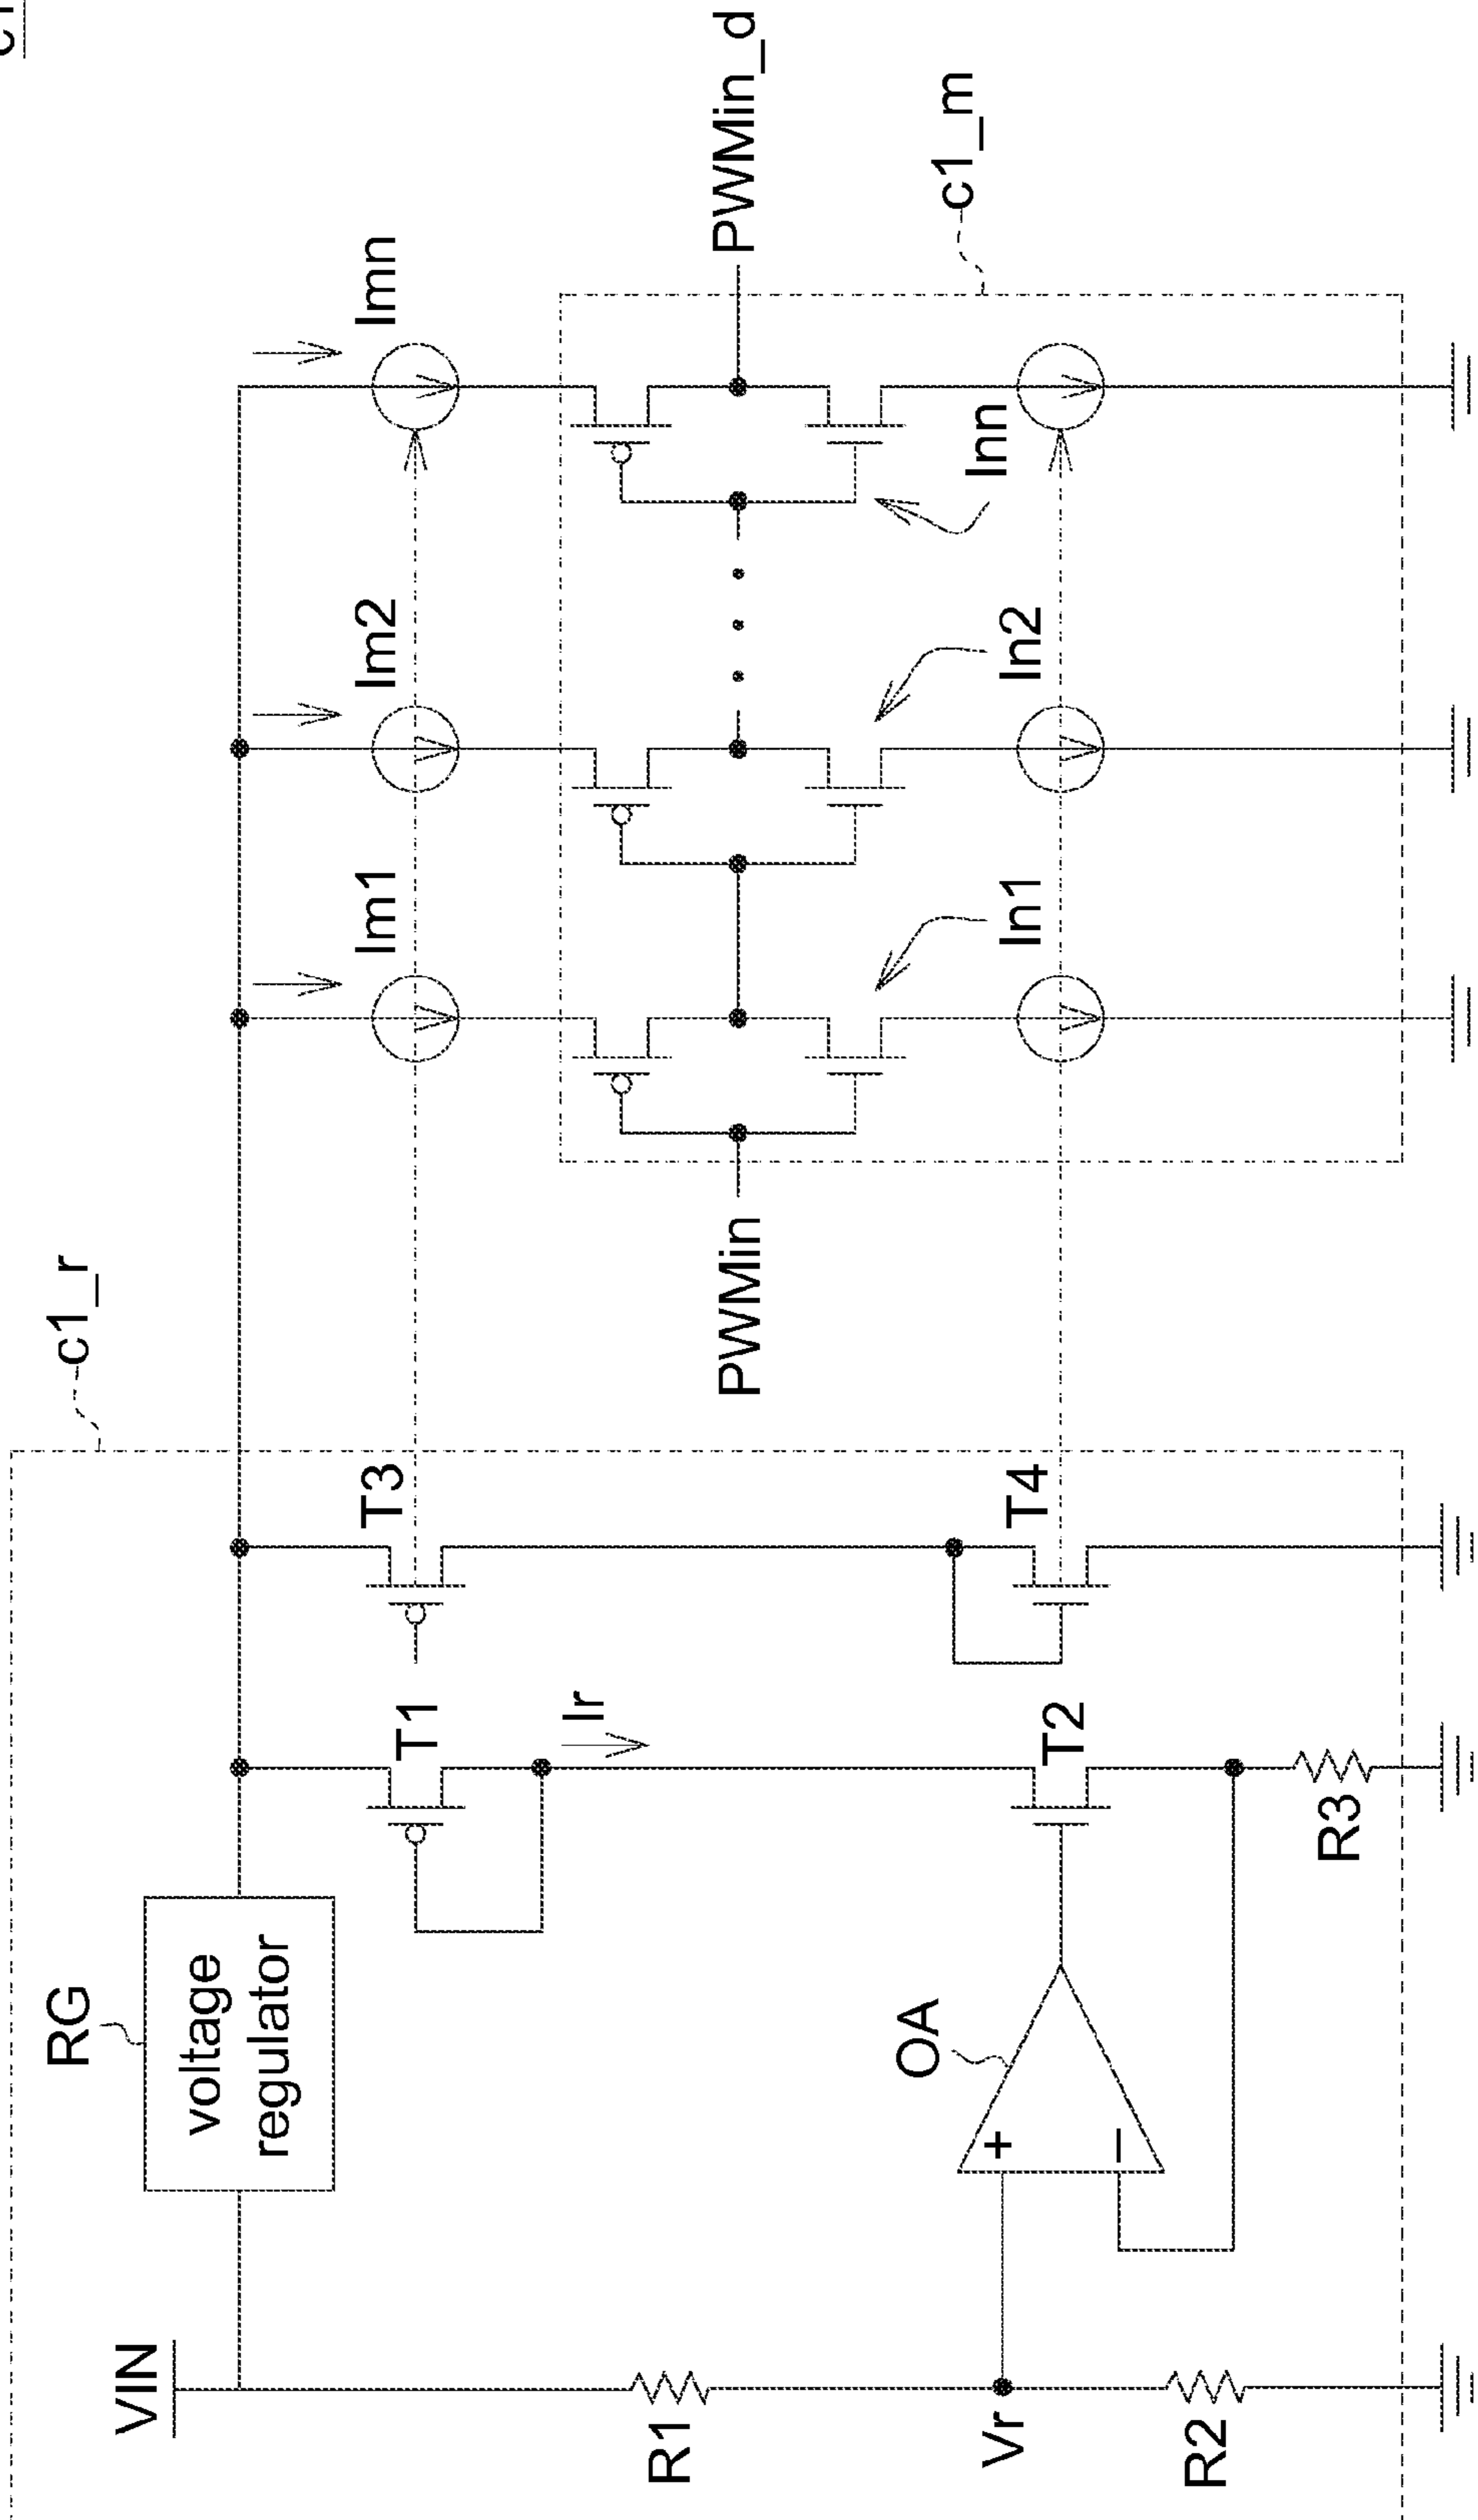 c1_r
RG
voltage
regulator
VIN
T1
T3
Im1
Im2
Imn
Ir
R1
PWMin
PWMin_d
OA
+
−
c1_m
Vr
T2
T4
In1
In2
Inn
R2
R3